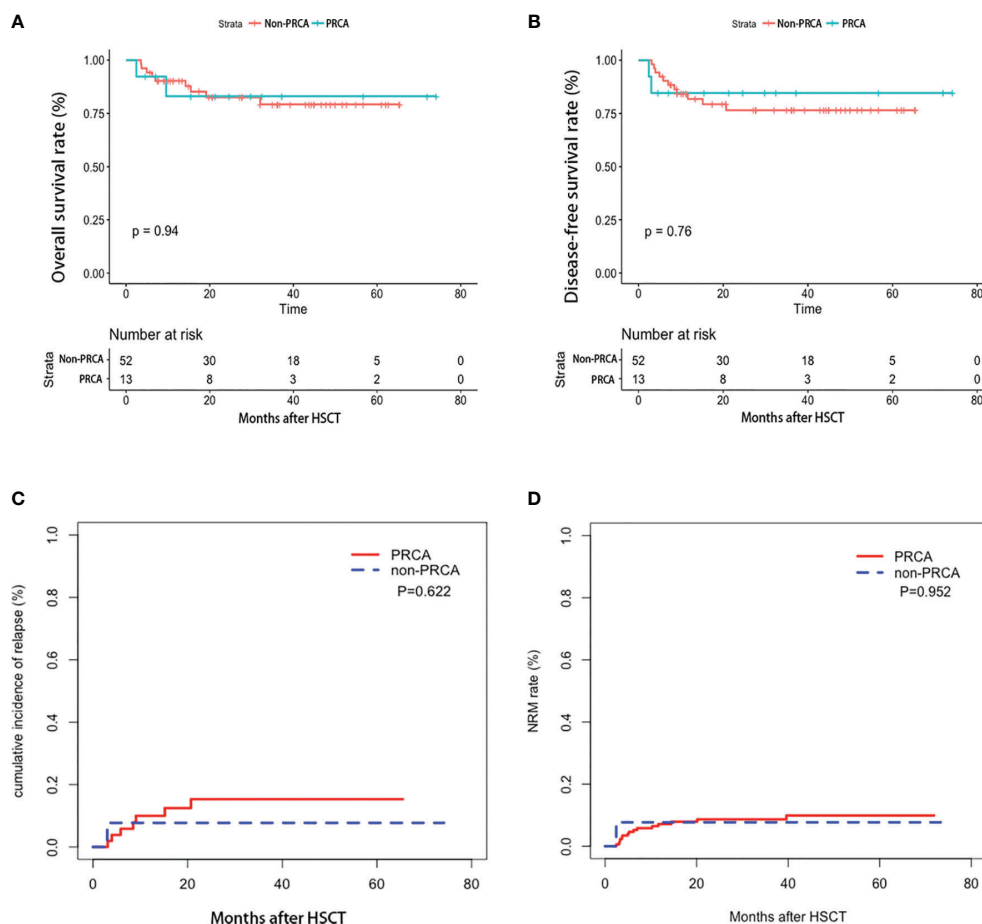 A
Strata Non-PRCA PRCA
Overall survival rate (%)
1.00
0.75
0.50
0.25
0.00
p = 0.94
0 20 40 60 80
Time
Number at risk
Strata
Non-PRCA 52 30 18 5 0
PRCA 13 8 3 2 0
0 20 40 60 80
Months after HSCT
B
Strata Non-PRCA PRCA
Disease-free survival rate (%)
1.00
0.75
0.50
0.25
0.00
p = 0.76
0 20 40 60 80
Time
Number at risk
Strata
Non-PRCA 52 30 18 5 0
PRCA 13 8 3 2 0
0 20 40 60 80
Months after HSCT
C
cumulative incidence of relapse (%)
1.0
0.8
0.6
0.4
0.2
0.0
PRCA
non-PRCA
P=0.622
0 20 40 60 80
Months after HSCT
D
NRM rate (%)
1.0
0.8
0.6
0.4
0.2
0.0
PRCA
non-PRCA
P=0.952
0 20 40 60 80
Months after HSCT